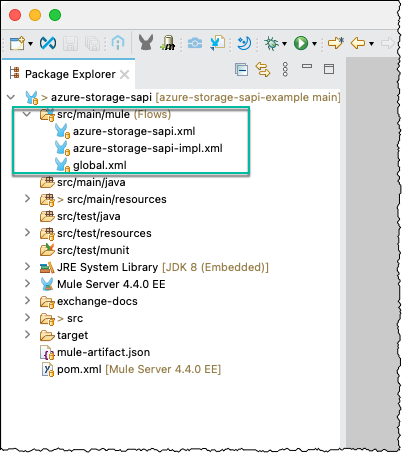 Package Explorer
> azure-storage-sapi [azure-storage-sapi-example main]
src/main/mule (Flows)
azure-storage-sapi.xml
azure-storage-sapi-impl.xml
global.xml
src/main/java
> src/main/resources
src/test/java
src/test/resources
src/test/munit
JRE System Library [JDK 8 (Embedded)]
Mule Server 4.4.0 EE
exchange-docs
> src
target
mule-artifact.json
pom.xml [Mule Server 4.4.0 EE]